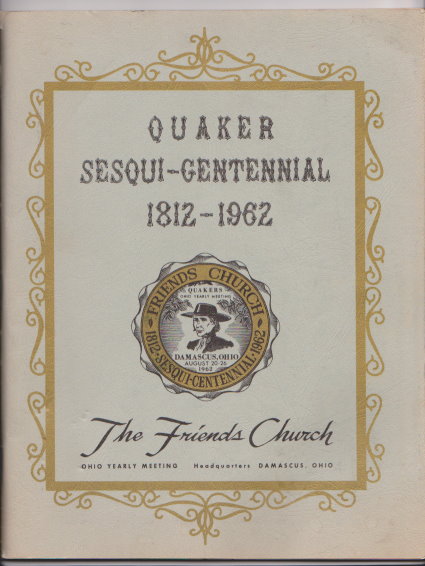 QUAKER
SESQUI-CENTENNIAL
1812-1962
FRIENDS CHURCH
QUAKERS
OHIO YEARLY MEETING
DAMASCUS, OHIO
AUGUST 20-26
1962
1812·SESQUI-CENTENNIAL·1962
The Friends Church
OHIO YEARLY MEETING Headquarters DAMASCUS, OHIO